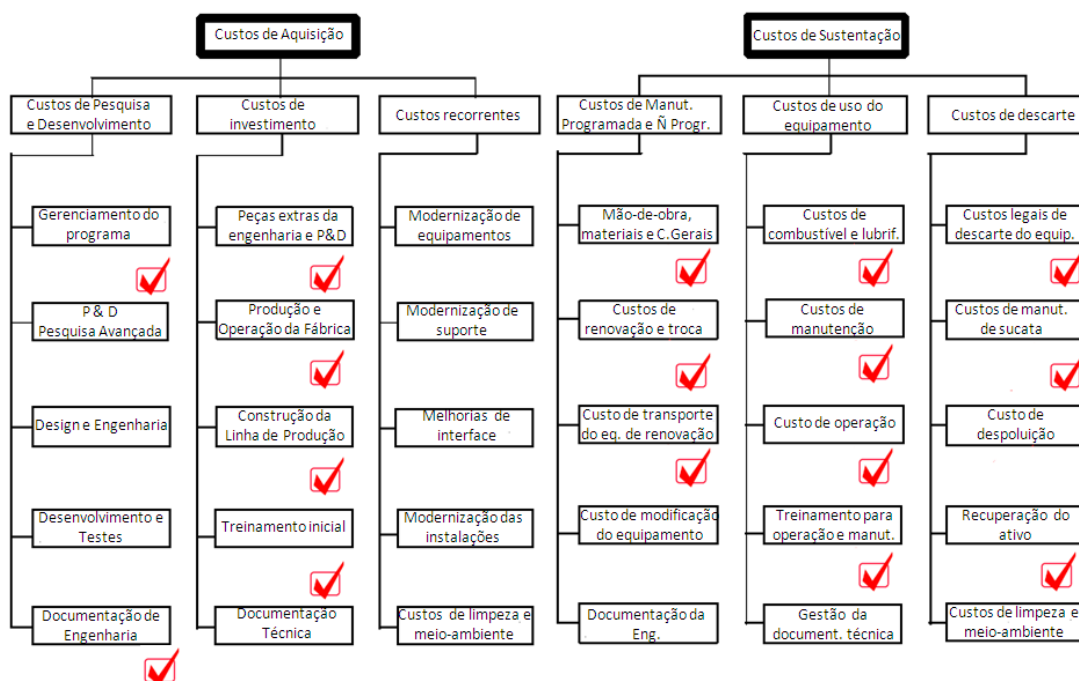 Custos de Aquisição
Custos de Sustentação
Custos de Pesquisa
e Desenvolvimento
Custos de
investimento
Custos recorrentes
Custos de Manut.
Programada e Ñ Progr.
Custos de uso do
equipamento
Custos de descarte
Gerenciamento do
programa
Peças extras da
engenharia e P&D
Modernização de
equipamentos
Mão-de-obra,
materiais e C.Gerais
Custos de
combustível e lubrif.
Custos legais de
descarte do equip.
P & D
Pesquisa Avançada
Produção e
Operação da Fábrica
Modernização de
suporte
Custos de
renovação e troca
Custos de
manutenção
Custos de manut.
de sucata
Design e Engenharia
Construção da
Linha de Produção
Melhorias de
interface
Custo de transporte
do eq. de renovação
Custo de operação
Custo de
despoluição
Desenvolvimento e
Testes
Treinamento inicial
Modernização das
instalações
Custo de modificação
do equipamento
Treinamento para
operação e manut.
Recuperação do
ativo
Documentação de
Engenharia
Documentação
Técnica
Custos de limpeza e
meio-ambiente
Documentação da
Eng.
Gestão da
document. técnica
Custos de limpeza e
meio-ambiente